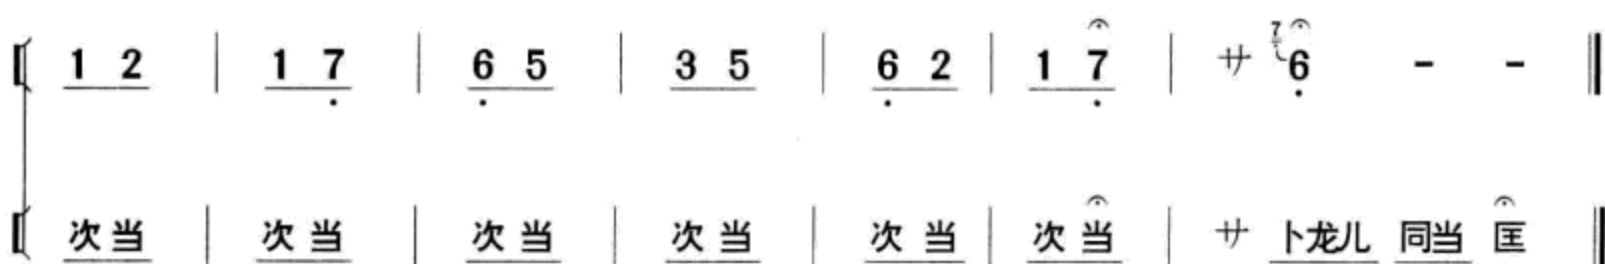 1 2 | 1 7 | 6 5 | 3 5 | 6 2 | 1 7 | サ 7 6 - -
次当 | 次当 | 次当 | 次当 | 次当 | 次当 | サ 卜龙儿 同当 匡